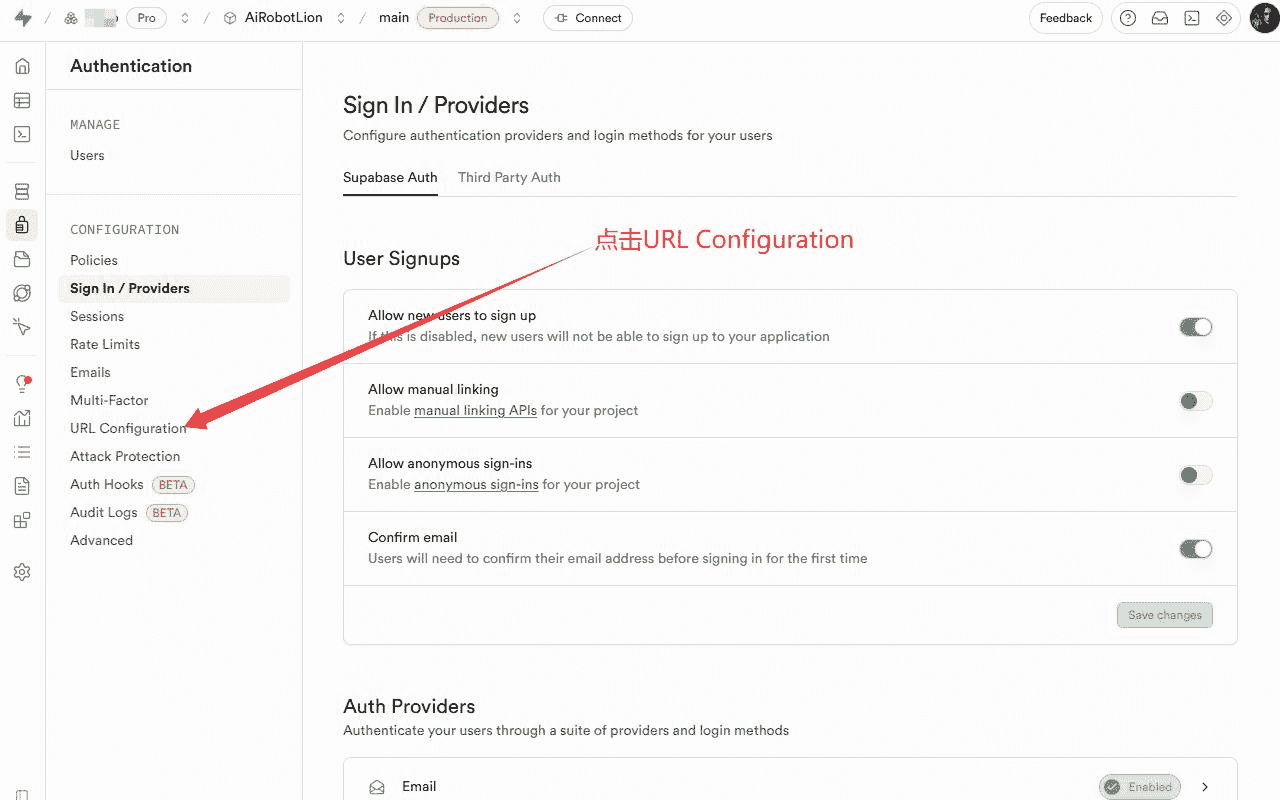 Pro
AiRobotLion
main
Production
Connect
Feedback
Authentication
MANAGE
Users
CONFIGURATION
Policies
Sign In / Providers
Sessions
Rate Limits
Emails
Multi-Factor
URL Configuration
Attack Protection
Auth Hooks BETA
Audit Logs BETA
Advanced
Sign In / Providers
Configure authentication providers and login methods for your users
Supabase Auth
Third Party Auth
点击URL Configuration
User Signups
Allow new users to sign up
If this is disabled, new users will not be able to sign up to your application
Allow manual linking
Enable manual linking APIs for your project
Allow anonymous sign-ins
Enable anonymous sign-ins for your project
Confirm email
Users will need to confirm their email address before signing in for the first time
Save changes
Auth Providers
Authenticate your users through a suite of providers and login methods
Email
Enabled